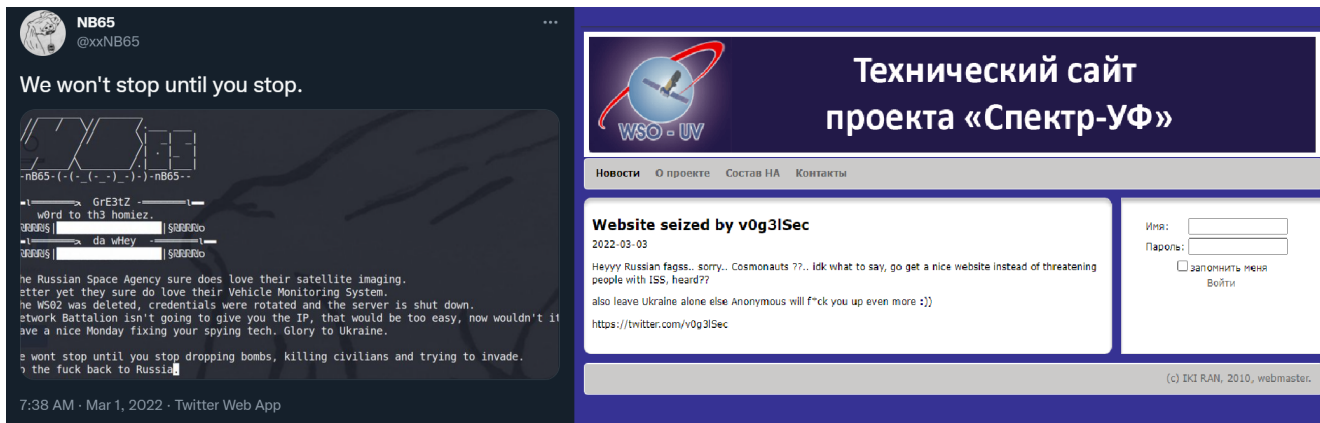 NB65
@xxNB65
We won't stop until you stop.
-nB65-(-(-_(-_-)_-)-)-nB65--
GrE3tZ
w0rd to th3 homiez.
da wHey
he Russian Space Agency sure does love their satellite imaging.
etter yet they sure do love their Vehicle Monitoring System.
he WS02 was deleted, credentials were rotated and the server is shut down.
etwork Battalion isn't going to give you the IP, that would be too easy, now wouldn't it
ave a nice Monday fixing your spying tech. Glory to Ukraine.
e wont stop until you stop dropping bombs, killing civilians and trying to invade.
o the fuck back to Russia.
7:38 AM · Mar 1, 2022 · Twitter Web App
WSO - UV
Технический сайт
проекта «Спектр-УФ»
Новости О проекте Состав НА Контакты
Website seized by v0g3lSec
2022-03-03
Heyyy Russian fagss.. sorry.. Cosmonauts ??.. idk what to say, go get a nice website instead of threatening
people with ISS, heard??
also leave Ukraine alone else Anonymous will f*ck you up even more :))
https://twitter.com/v0g3lSec
Имя:
Пароль:
запомнить меня
Войти
(c) IKI RAN, 2010, webmaster.